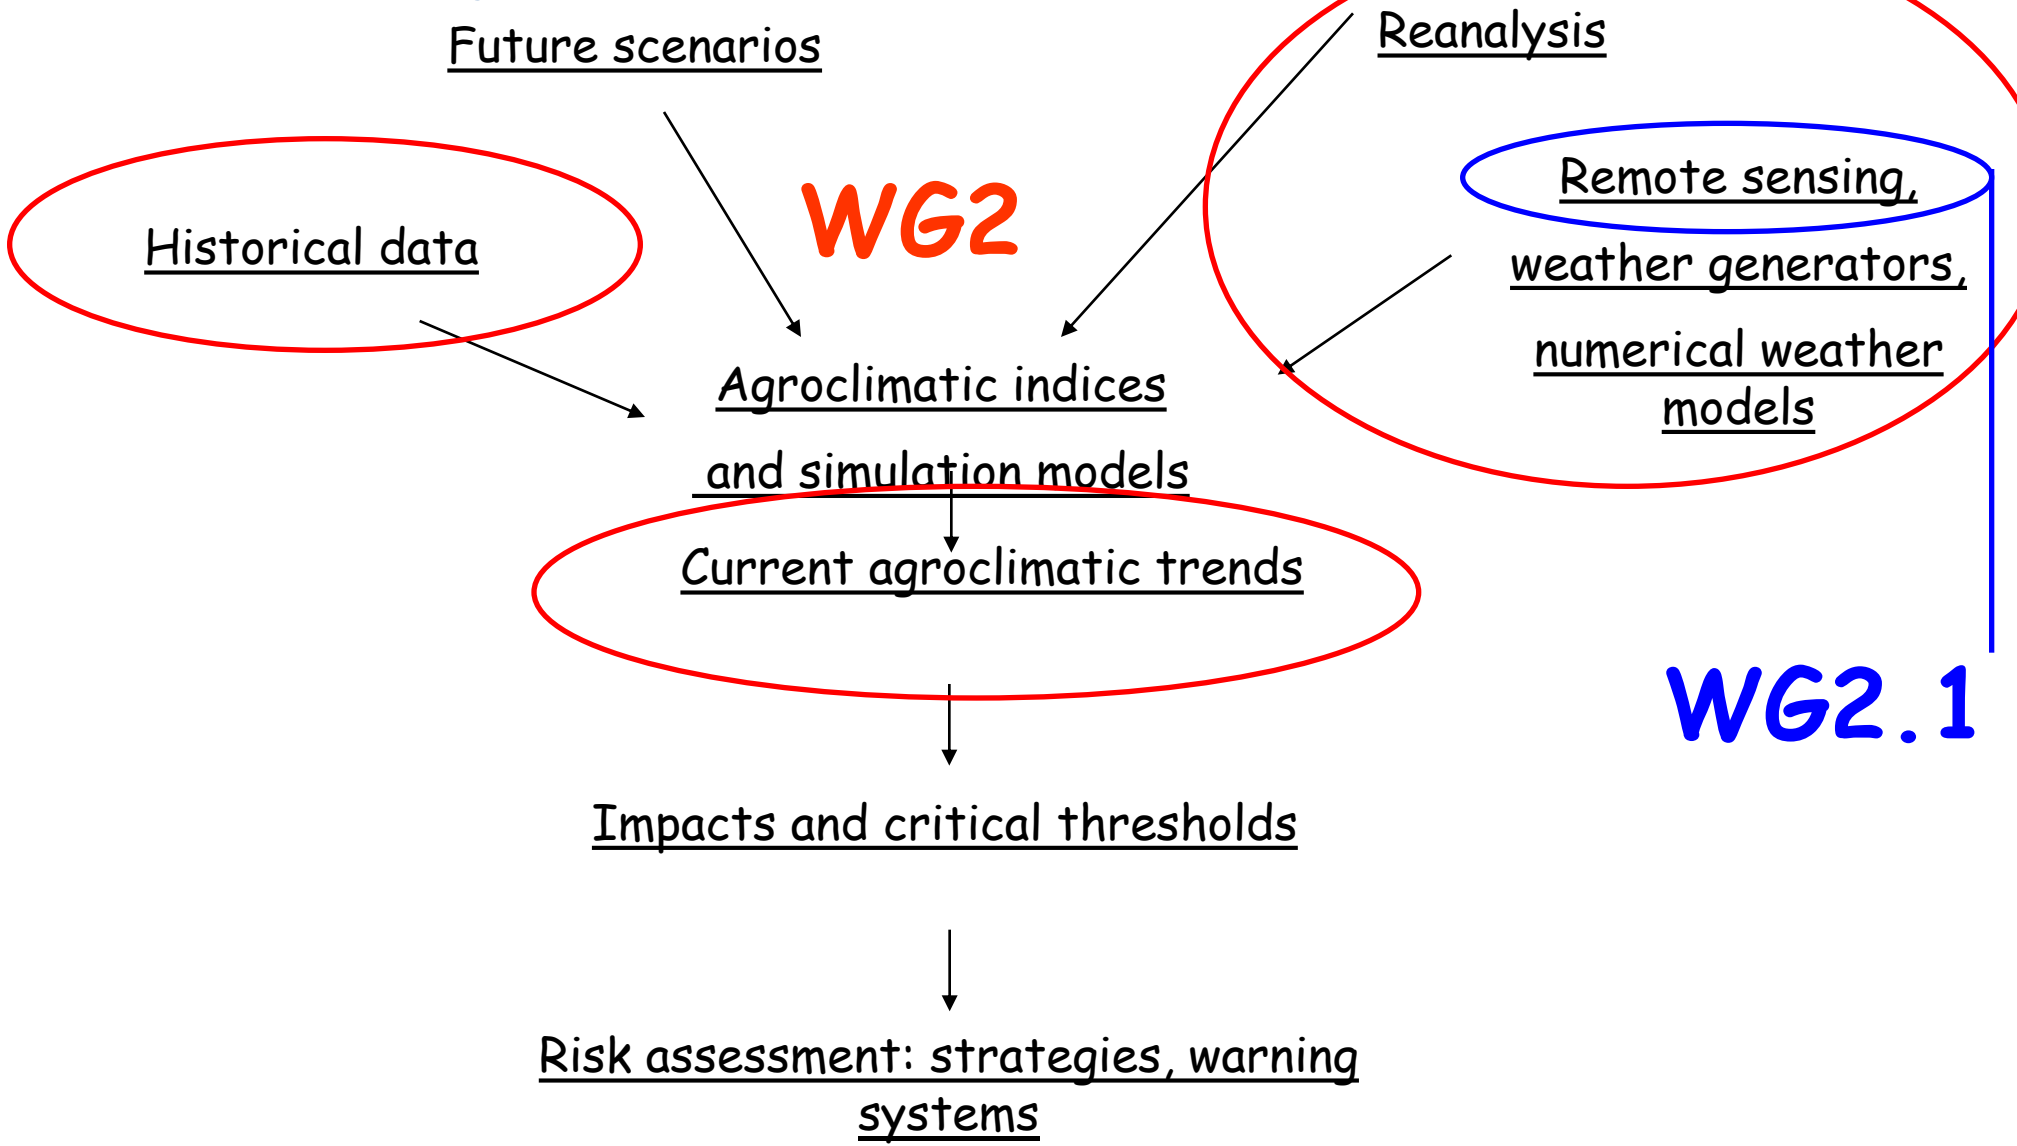 Future scenarios
Reanalysis
Historical data
WG2
Remote sensing,
weather generators,
numerical weather
models
Agroclimatic indices
and simulation models
Current agroclimatic trends
WG2.1
Impacts and critical thresholds
Risk assessment: strategies, warning
systems